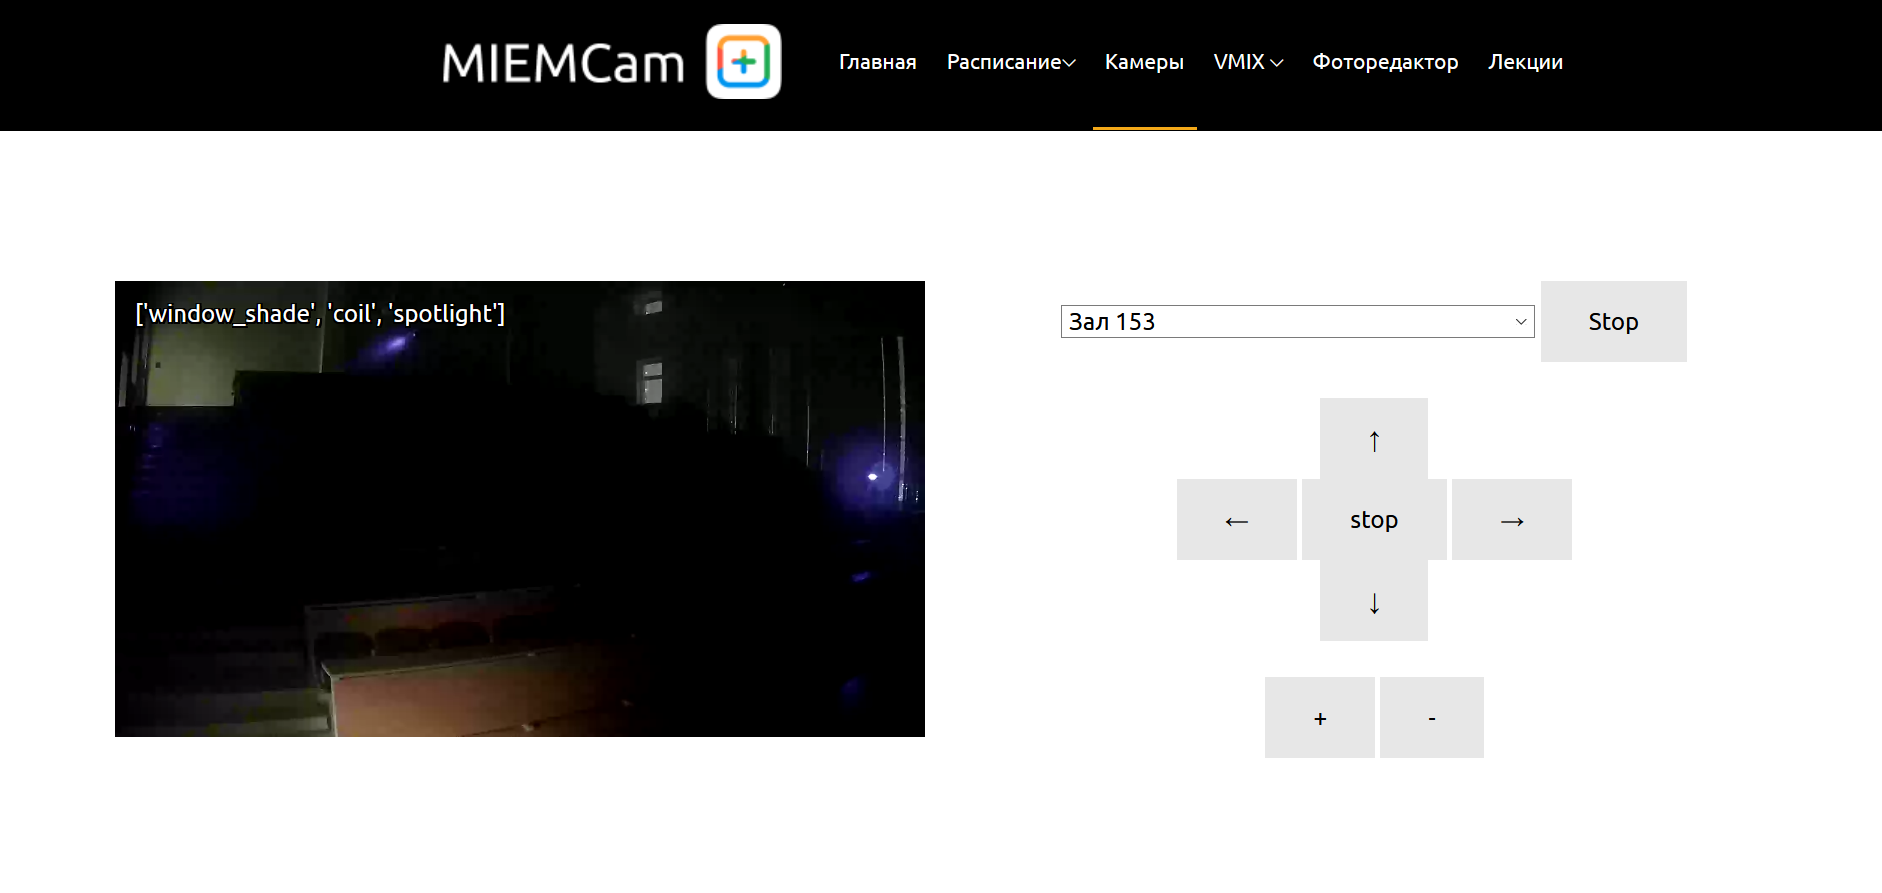 MIEMCam
Главная Расписание Камеры VMIX Фоторедактор Лекции
['window_shade', 'coil', 'spotlight']
Зал 153
Stop
↑
← stop →
↓
+ -